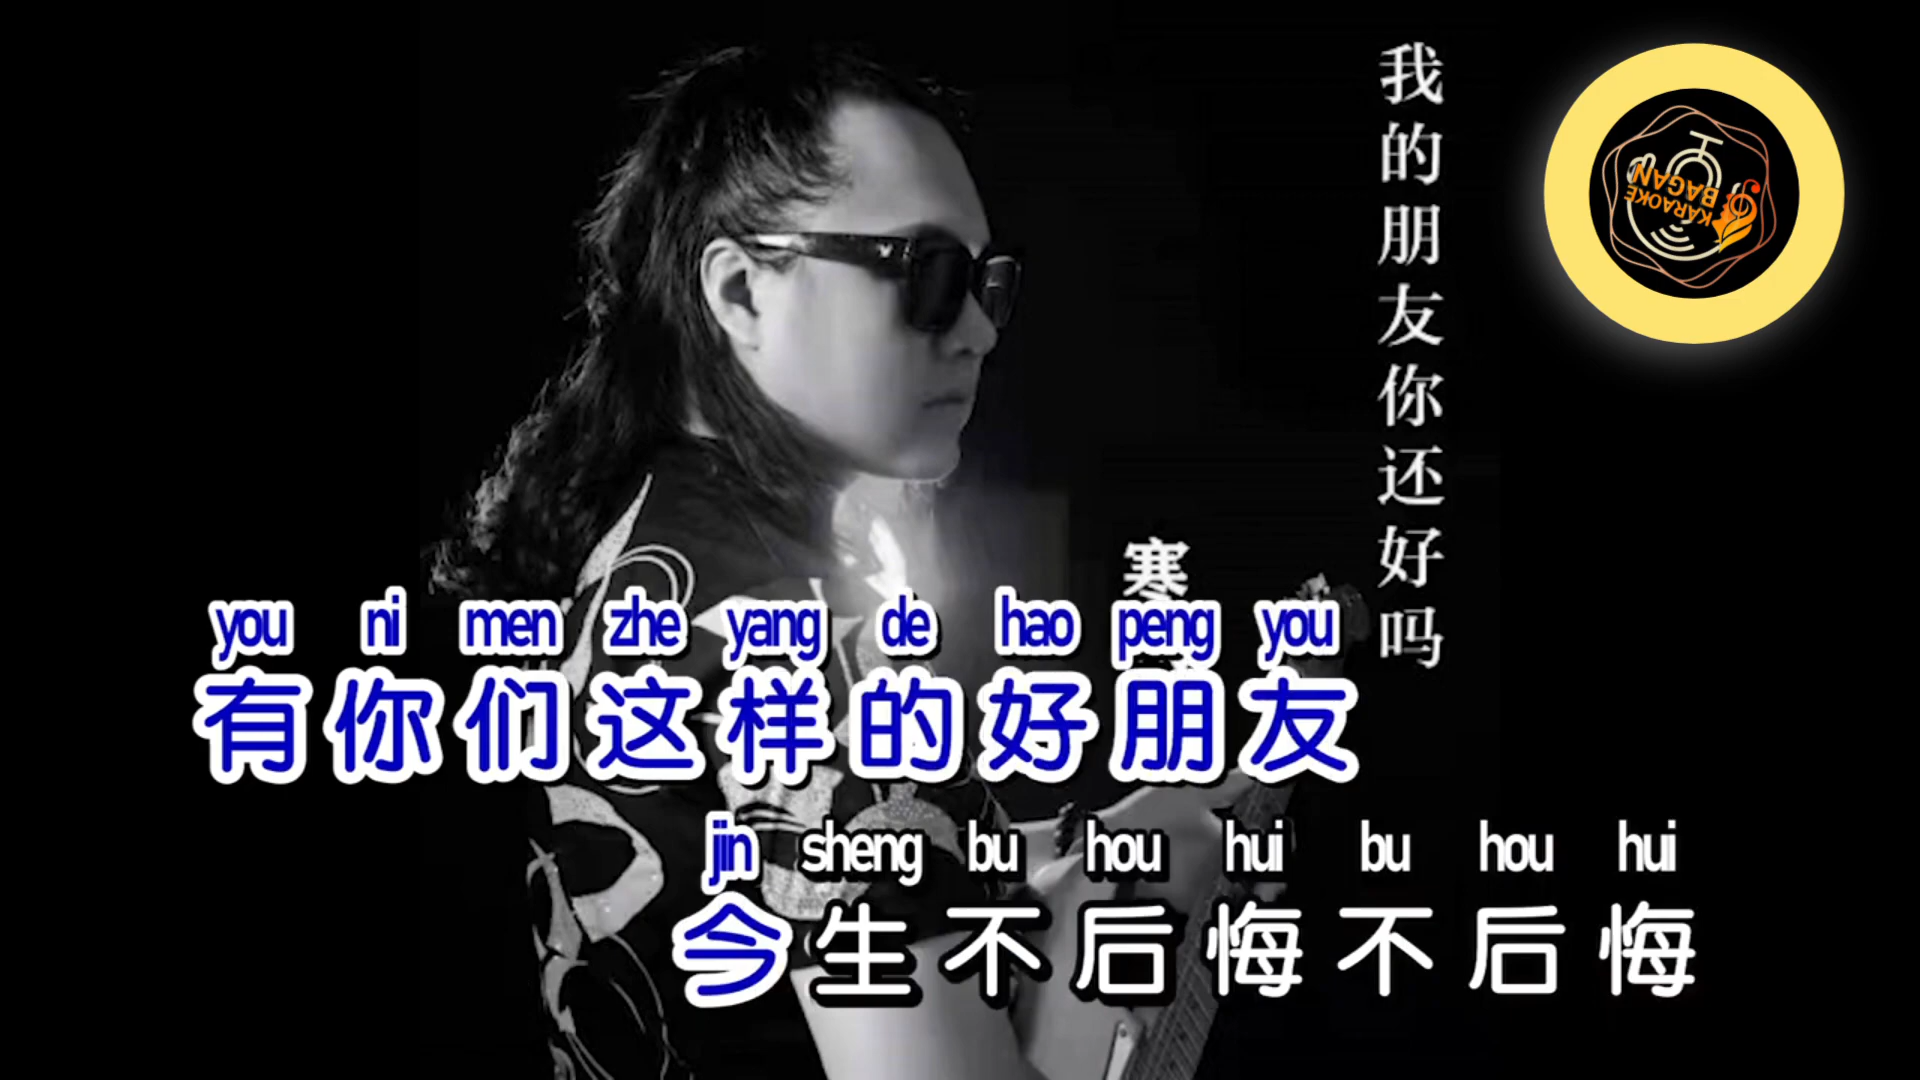 我的朋友你还好吗
KARAOKE
BAGAN
寒
you ni men zhe yang de hao peng you
有你们这样的好朋友
jin sheng bu hou hui bu hou hui
今生不后悔不后悔